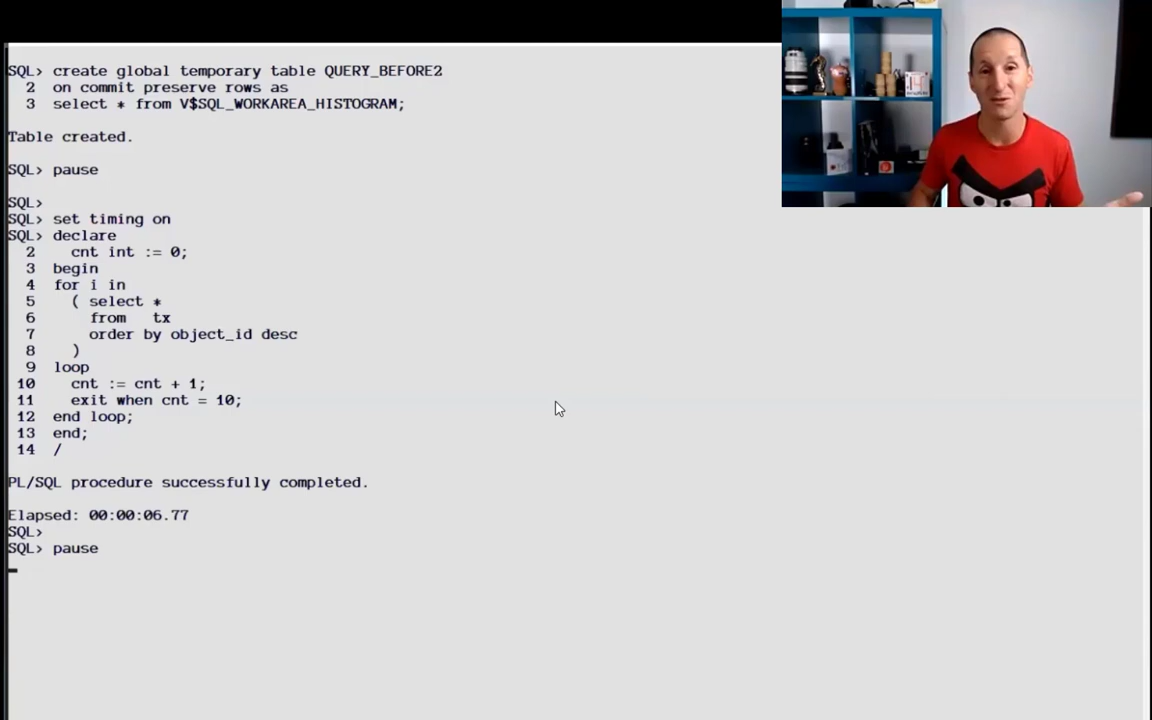 SQL> create global temporary table QUERY_BEFORE2
2 on commit preserve rows as
3 select * from V$SQL_WORKAREA_HISTOGRAM;
Table created.
SQL> pause
SQL>
SQL> set timing on
SQL> declare
2 cnt int := 0;
3 begin
4 for i in
5 ( select *
6 from tx
7 order by object_id desc
8 )
9 loop
10 cnt := cnt + 1;
11 exit when cnt = 10;
12 end loop;
13 end;
14 /
PL/SQL procedure successfully completed.
Elapsed: 00:00:06.77
SQL>
SQL> pause